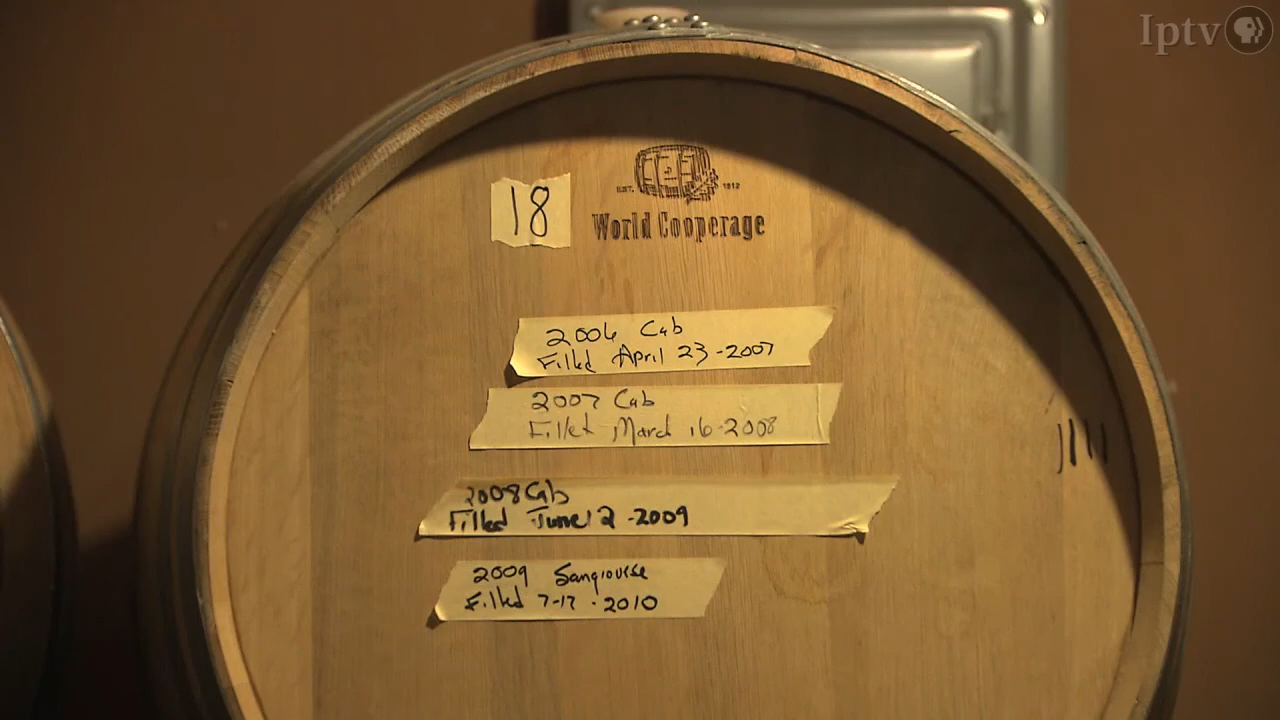 Iptv
18
EST. 1912
World Cooperage
2006 Cab
Filled April 23-2007
2007 Cab
Filled March 16-2008
2008 Cab
Filled June 2-2009
2009 Sangiovese
Filled 7-17-2010